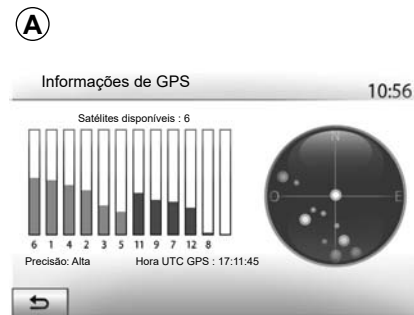 A
Informações de GPS 10:56
Satélites disponíveis : 6
N
O E
6 1 4 2 3 5 11 9 7 12 8
Precisão: Alta Hora UTC GPS : 17:11:45